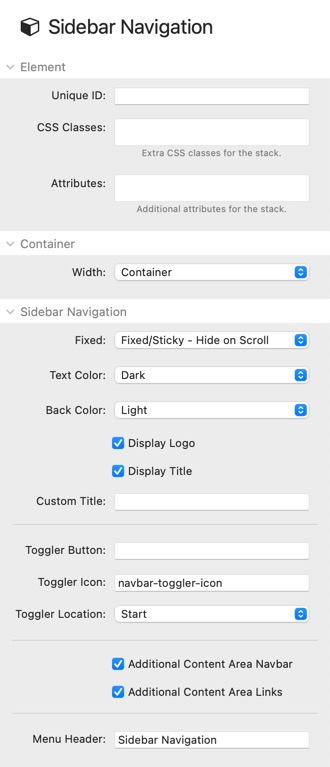 Sidebar Navigation
Element
Unique ID:
CSS Classes:
Extra CSS classes for the stack.
Attributes:
Additional attributes for the stack.
Container
Width: Container
Sidebar Navigation
Fixed: Fixed/Sticky - Hide on Scroll
Text Color: Dark
Back Color: Light
Display Logo
Display Title
Custom Title:
Toggler Button:
Toggler Icon: navbar-toggler-icon
Toggler Location: Start
Additional Content Area Navbar
Additional Content Area Links
Menu Header: Sidebar Navigation